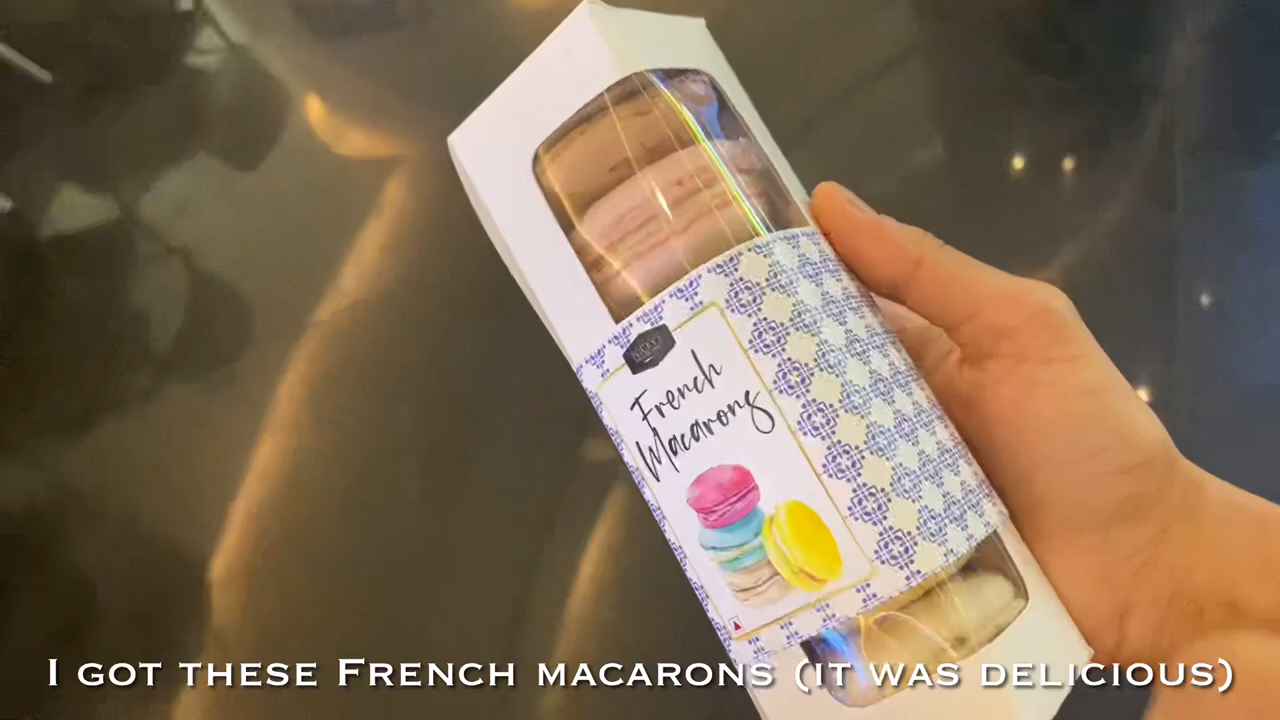 French
Macarons
I GOT THESE FRENCH MACARONS (IT WAS DELICIOUS)